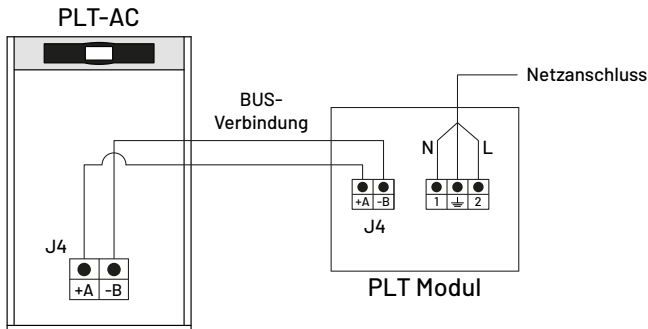 PLT-AC
Netzanschluss
BUS-
Verbindung
N L
+A -B
1 2
J4
J4
+A -B
PLT Modul